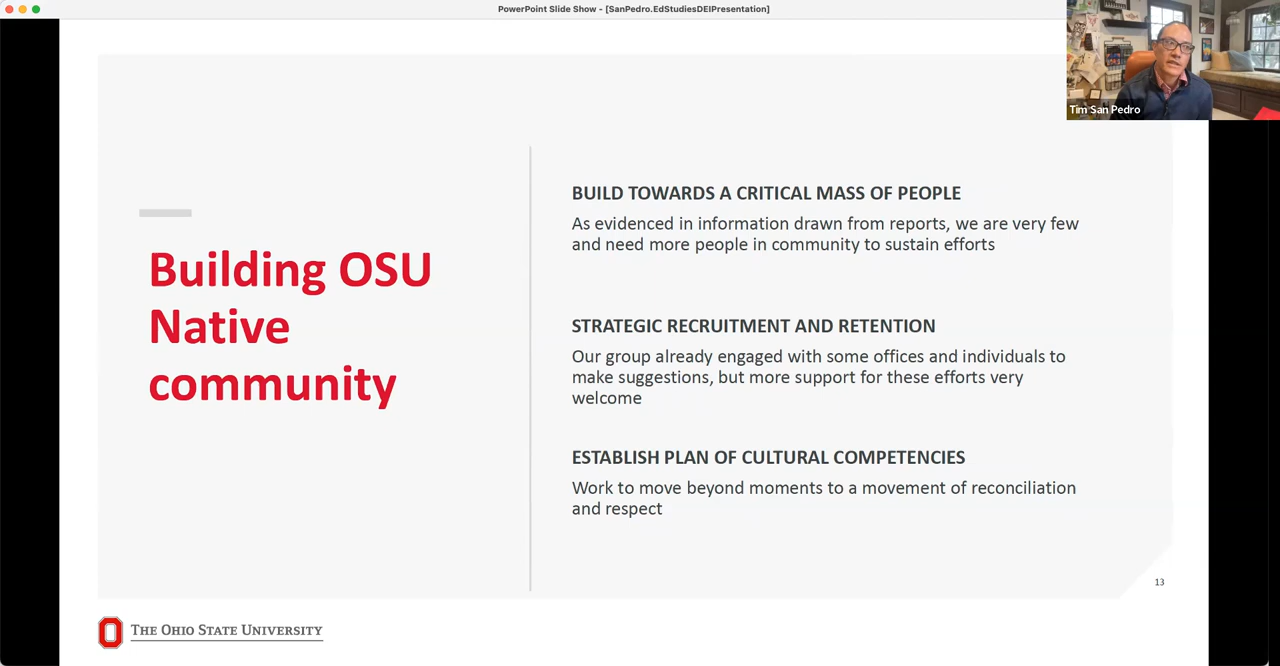 PowerPoint Slide Show - [SanPedro.EdStudiesDEIPresentation]
Tim San Pedro
Building OSU
Native
community
BUILD TOWARDS A CRITICAL MASS OF PEOPLE
As evidenced in information drawn from reports, we are very few
and need more people in community to sustain efforts
STRATEGIC RECRUITMENT AND RETENTION
Our group already engaged with some offices and individuals to
make suggestions, but more support for these efforts very
welcome
ESTABLISH PLAN OF CULTURAL COMPETENCIES
Work to move beyond moments to a movement of reconciliation
and respect
13
THE OHIO STATE UNIVERSITY